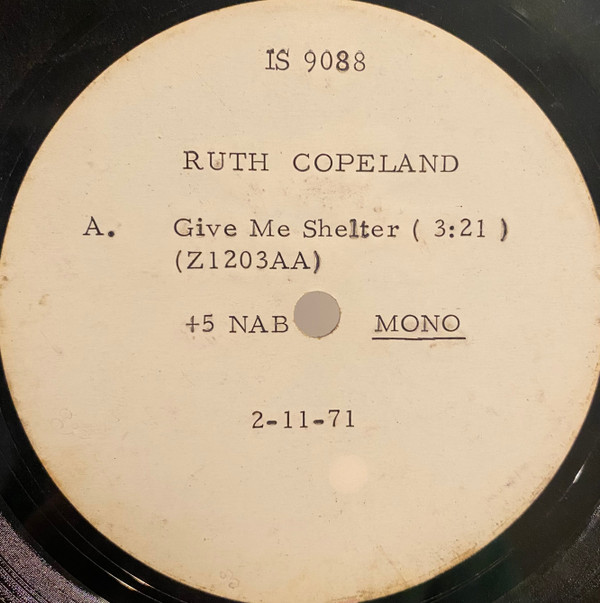 IS 9088
RUTH COPELAND
A. Give Me Shelter ( 3:21 )
(Z1203AA)
+5 NAB MONO
2-11-71